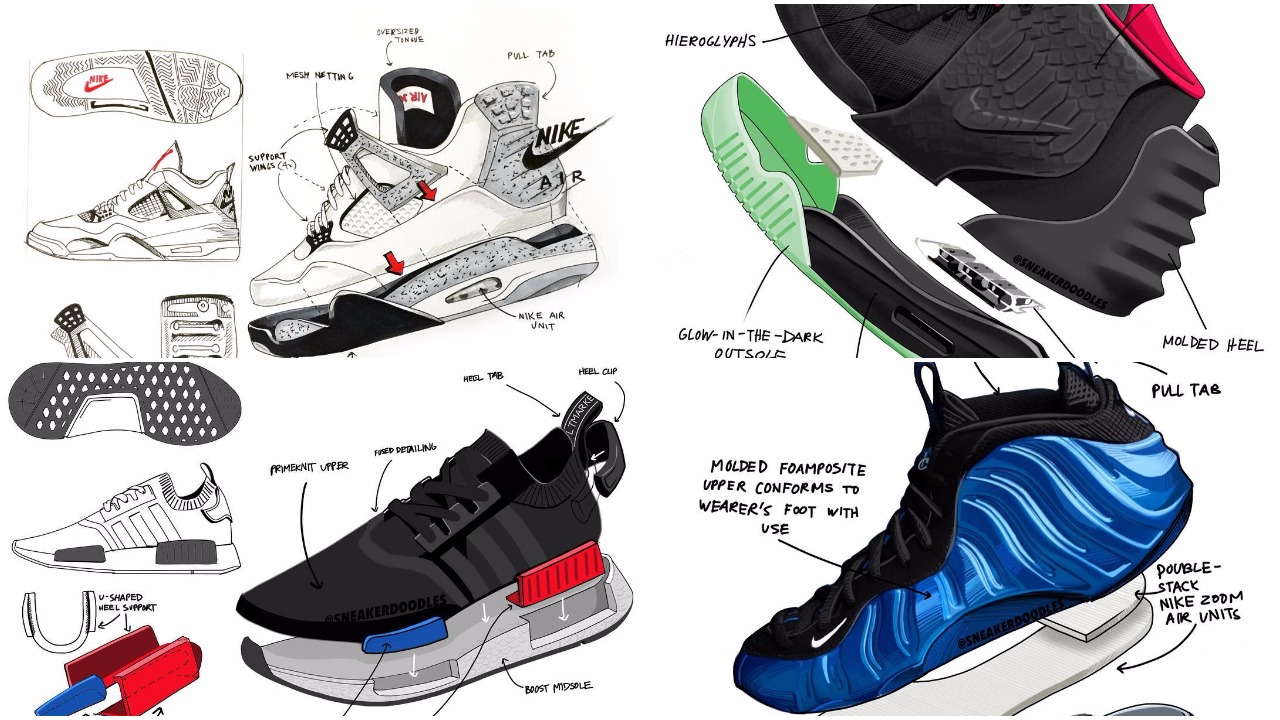 NIKE
OVERSIZED
TONGUE
MESH NETTING
PULL TAB
SUPPORT
WINGS (4x)
NIKE
AIR
NIKE AIR
UNIT
HIEROGLYPHS
@SNEAKERDOODLES
GLOW-IN-THE-DARK
OUTSOLE
MOLDED HEEL
HEEL TAB
HEEL CLIP
PRIMEKNIT UPPER
FUSED DETAILING
@SNEAKERDOODLES
U-SHAPED
HEEL SUPPORT
BOOST MIDSOLE
PULL TAB
MOLDED FOAMPOSITE
UPPER CONFORMS TO
WEARER'S FOOT WITH
USE
@SNEAKERDOODLES
DOUBLE-
STACK
NIKE ZOOM
AIR UNITS